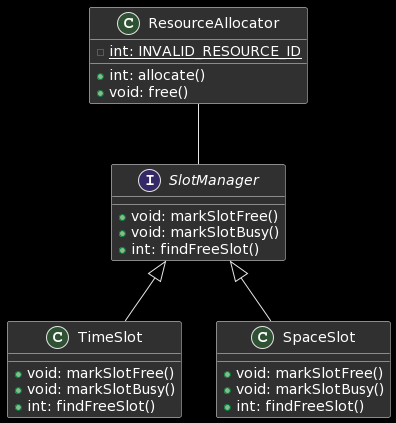 C ResourceAllocator
int: INVALID_RESOURCE_ID
int: allocate()
void: free()
I SlotManager
void: markSlotFree()
void: markSlotBusy()
int: findFreeSlot()
C TimeSlot
void: markSlotFree()
void: markSlotBusy()
int: findFreeSlot()
C SpaceSlot
void: markSlotFree()
void: markSlotBusy()
int: findFreeSlot()